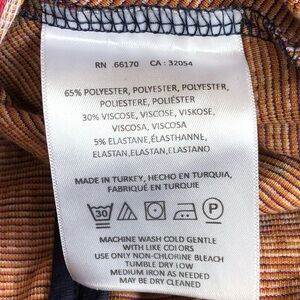 RN 66170 CA: 32054
65% POLYESTER, POLYESTER, POLYESTER,
POLIESTERE, POLIÉSTER
30% VISCOSE, VISCOSE, VISKOSE,
VISCOSA, VISCOSA
5% ELASTANE, ÉLASTHANNE,
ELASTAN,ELASTAN,ELASTANO
MADE IN TURKEY, HECHO EN TURQUIA,
FABRIQUÉ EN TURQUIE
30 P
MACHINE WASH COLD GENTLE
WITH LIKE COLORS
USE ONLY NON-CHLORINE BLEACH
TUMBLE DRY LOW
MEDIUM IRON AS NEEDED
MAY BE DRY CLEANED